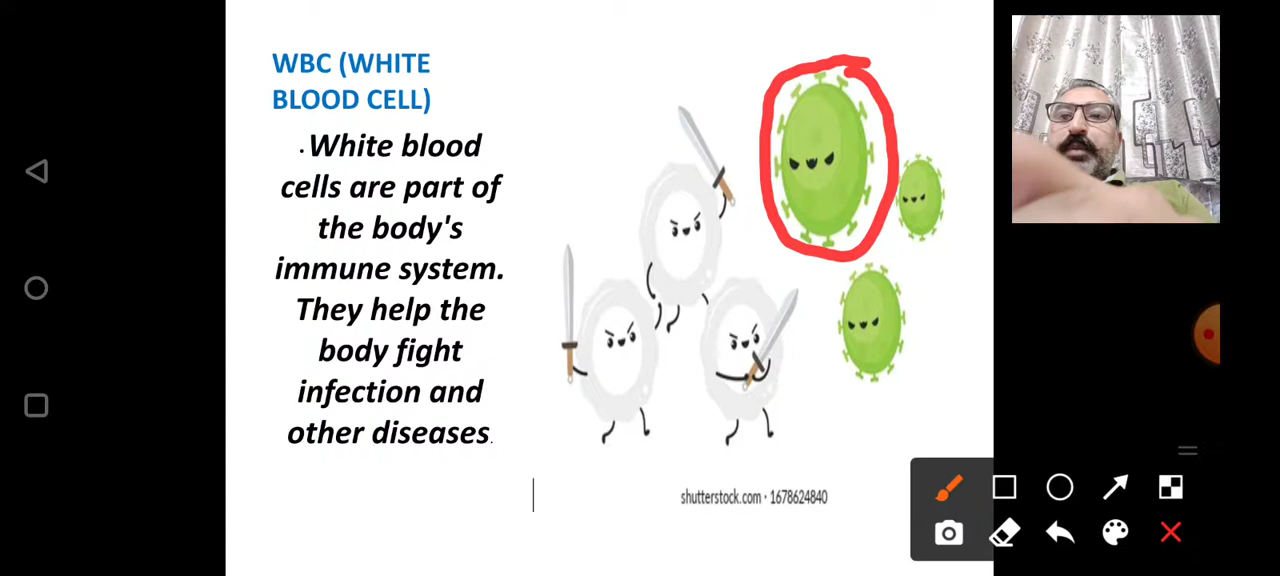 WBC (WHITE
BLOOD CELL)
.White blood
cells are part of
the body's
immune system.
They help the
body fight
infection and
other diseases.
shutterstock.com · 1678624840